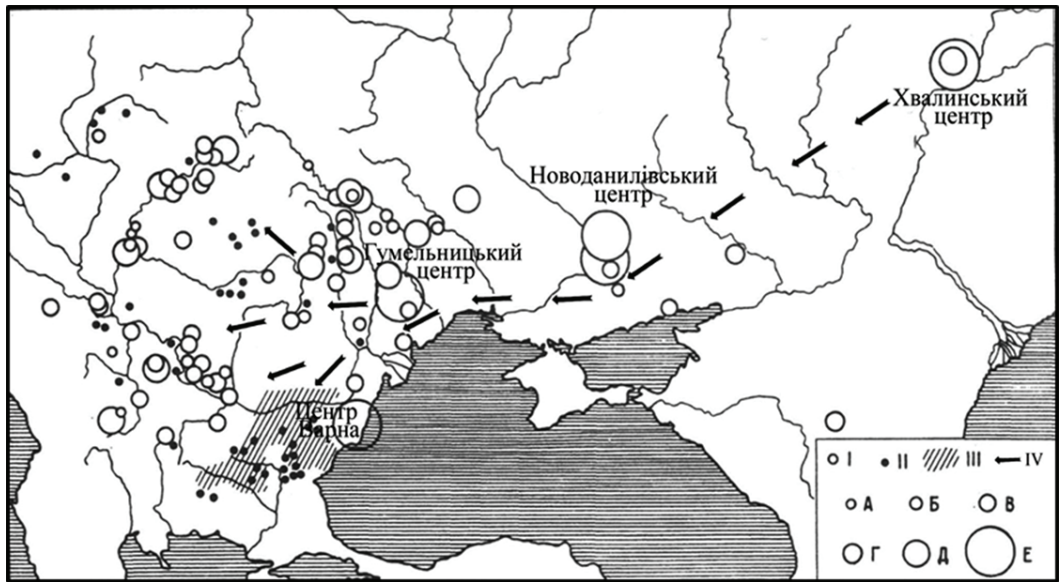 Хвалинський
центр
Новоданилівський
центр
Гумельницький
центр
Центр
Варна
I II III IV
А Б В
Г Д Е